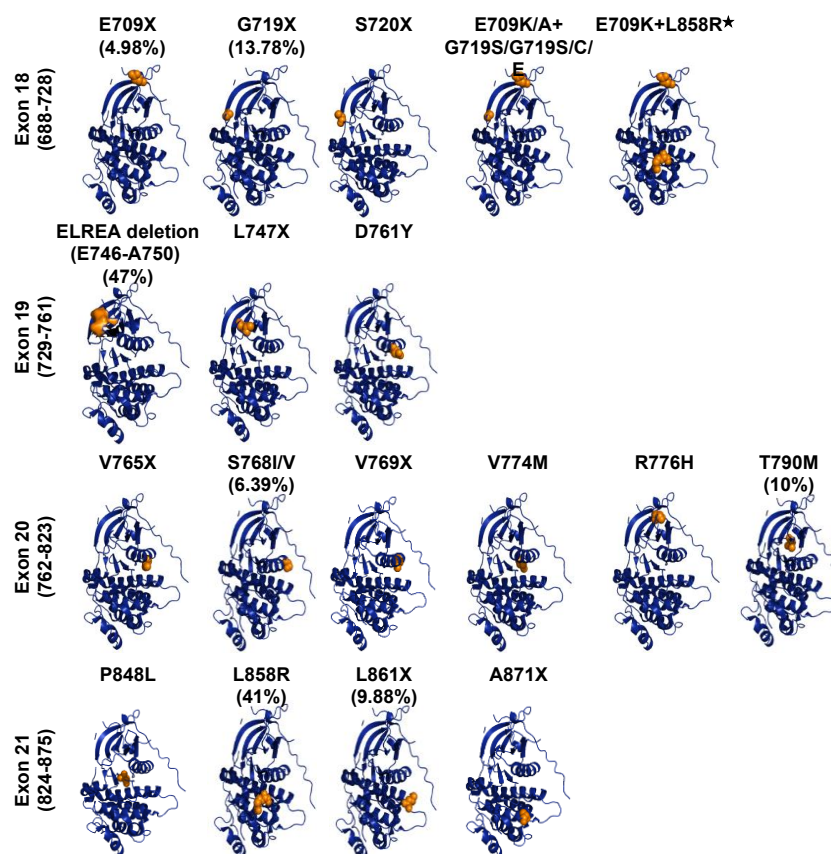 Exon 18
(688-728)
E709X
(4.98%)
G719X
(13.78%)
S720X
E709K/A+
G719S/G719S/C/
E
E709K+L858R★
Exon 19
(729-761)
ELREA deletion
(E746-A750)
(47%)
L747X
D761Y
Exon 20
(762-823)
V765X
S768I/V
(6.39%)
V769X
V774M
R776H
T790M
(10%)
Exon 21
(824-875)
P848L
L858R
(41%)
L861X
(9.88%)
A871X